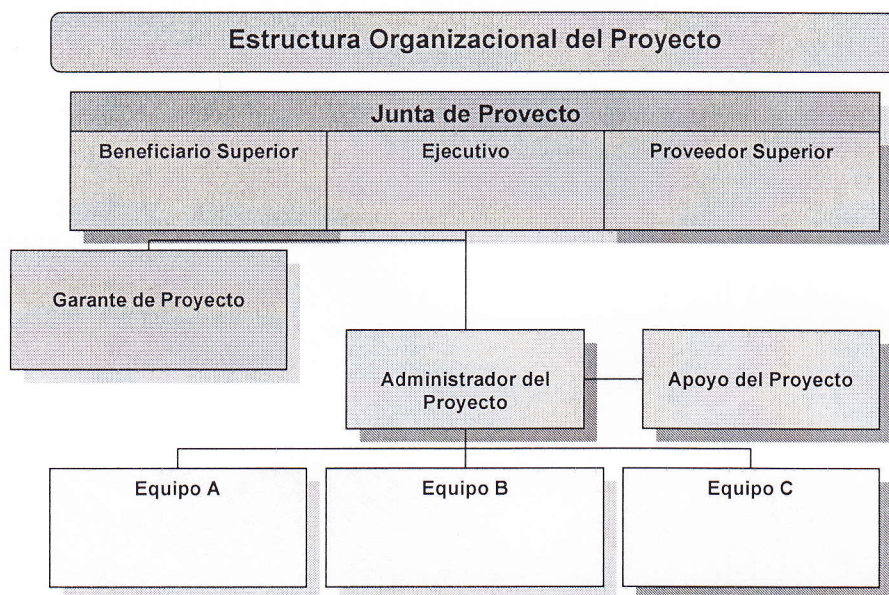 Estructura Organizacional del Proyecto
Junta de Provecto
Beneficiario Superior
Ejecutivo
Proveedor Superior
Garante de Proyecto
Administrador del
Proyecto
Apoyo del Proyecto
Equipo A
Equipo B
Equipo C